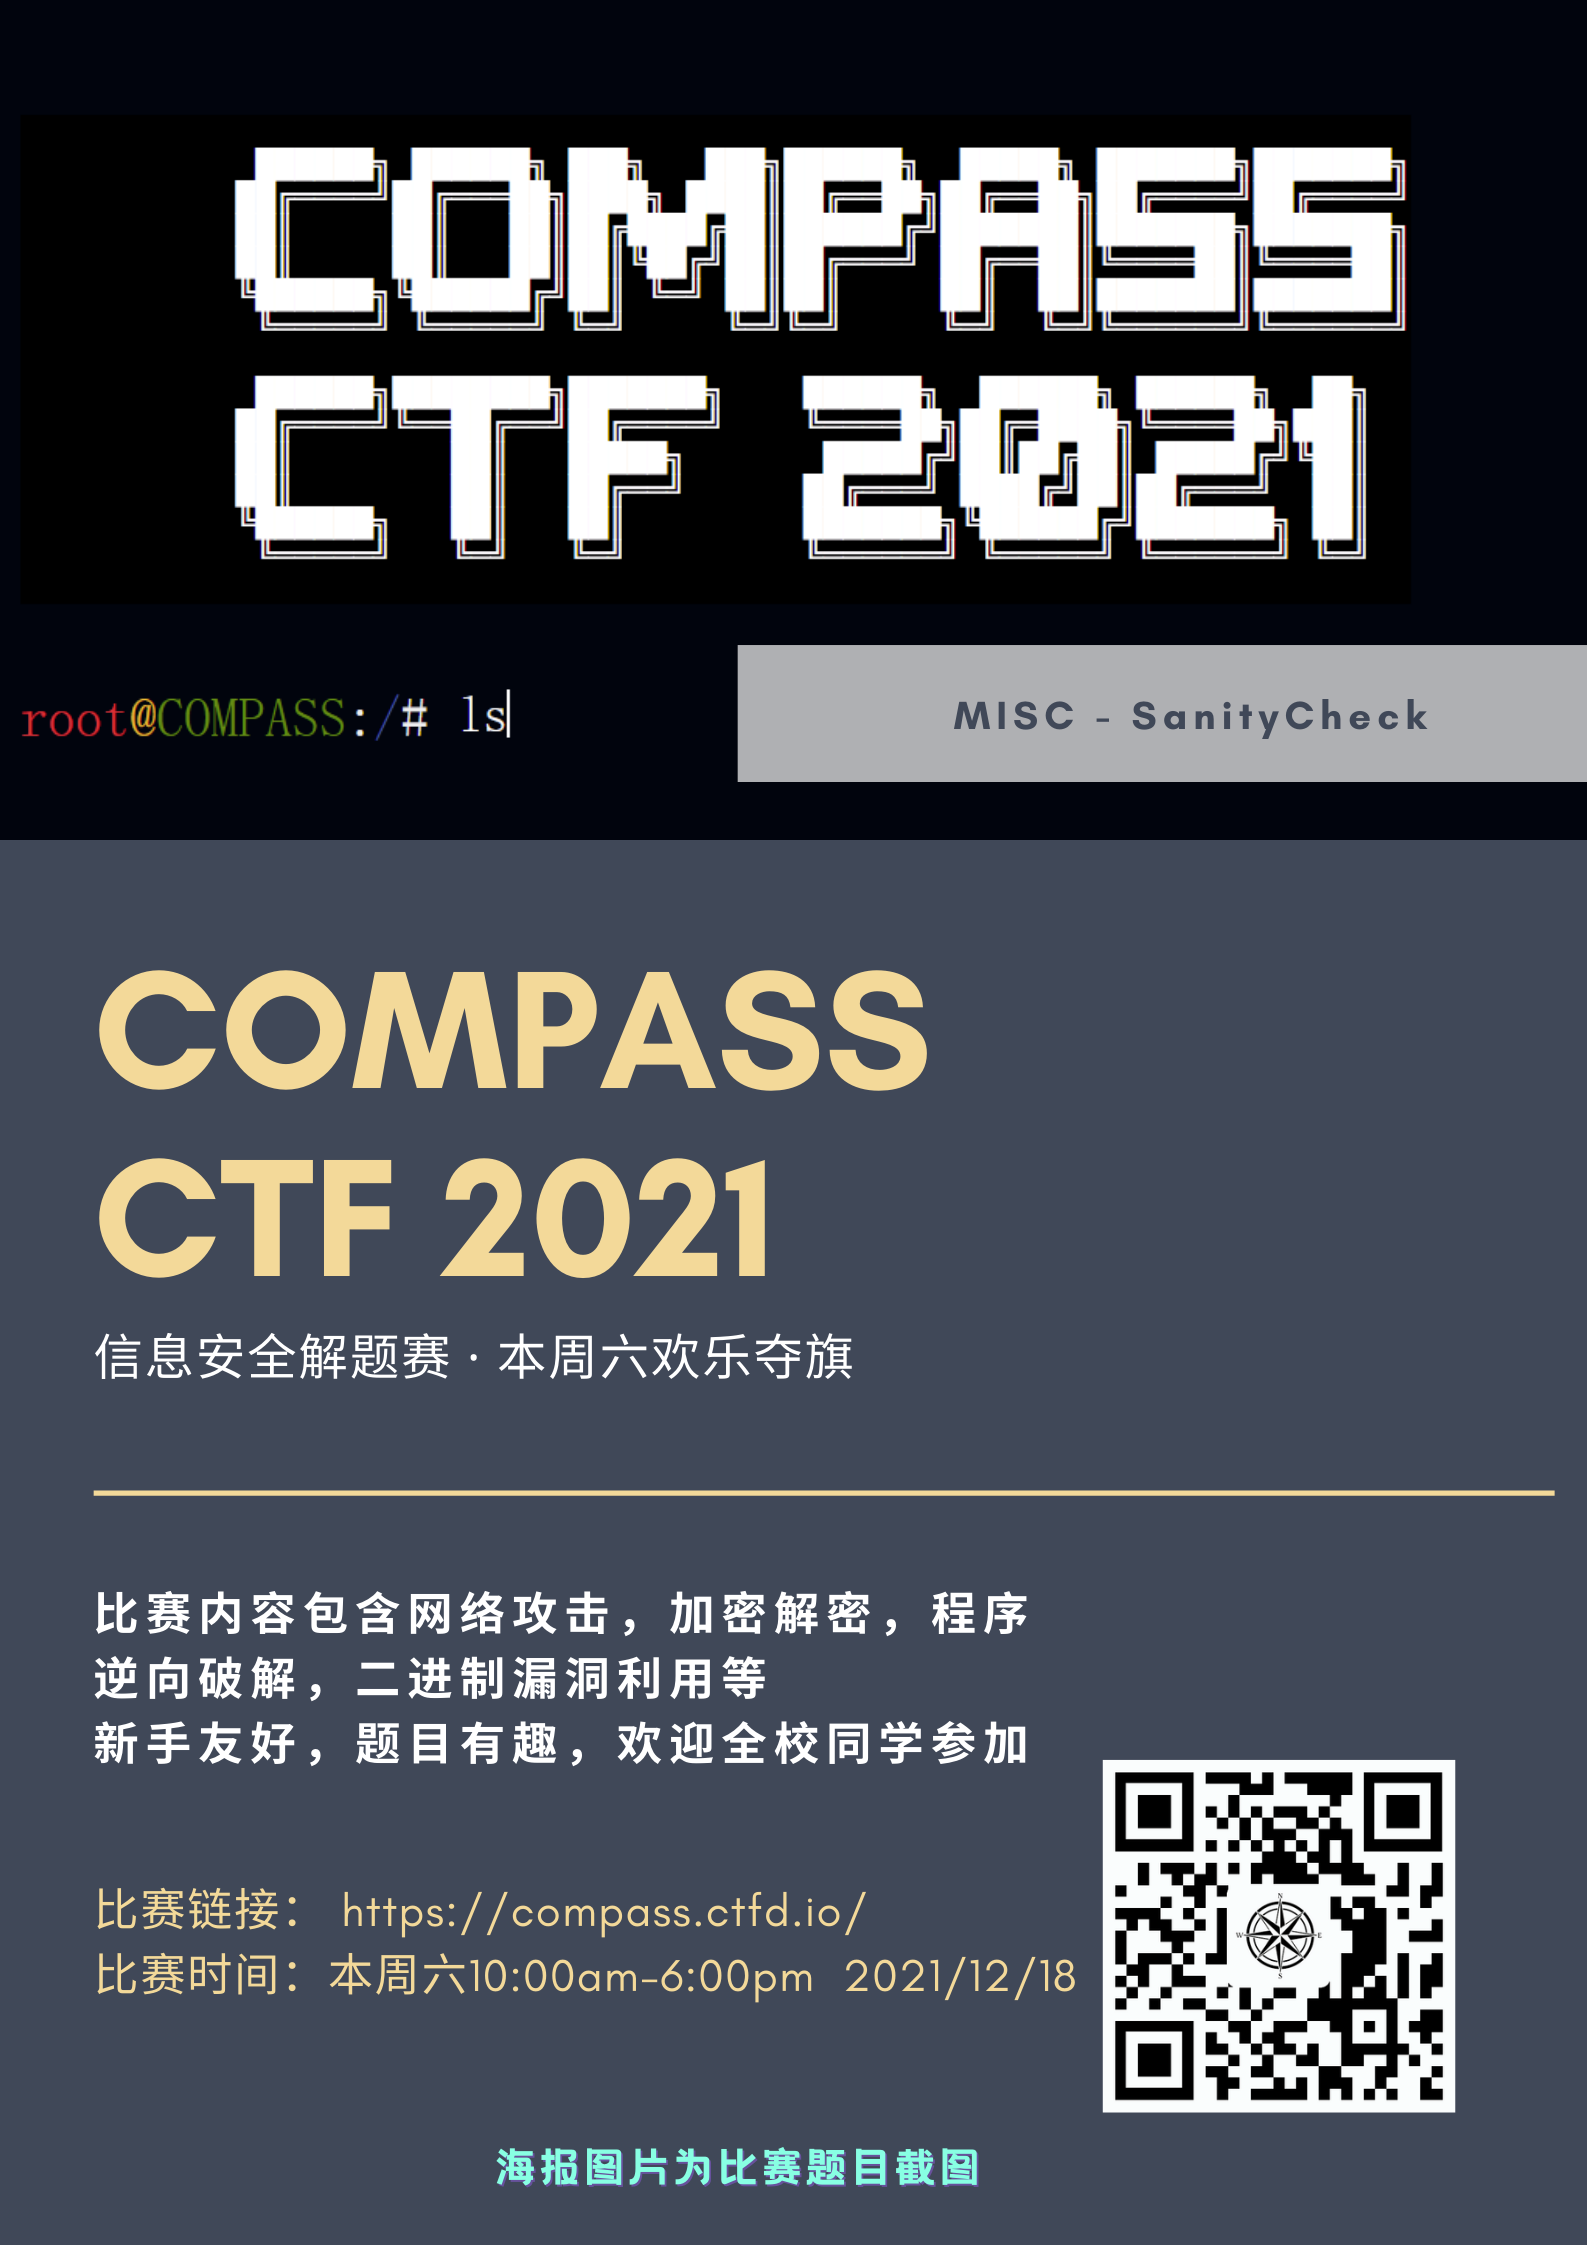 COMPASS
CTF 2021
root@COMPASS:/# ls
MISC - SanityCheck
COMPASS
CTF 2021
信息安全解题赛 · 本周六欢乐夺旗
比赛内容包含网络攻击，加密解密，程序
逆向破解，二进制漏洞利用等
新手友好，题目有趣，欢迎全校同学参加
比赛链接： https://compass.ctfd.io/
比赛时间：本周六10:00am-6:00pm 2021/12/18
N
W E
S
海报图片为比赛题目截图